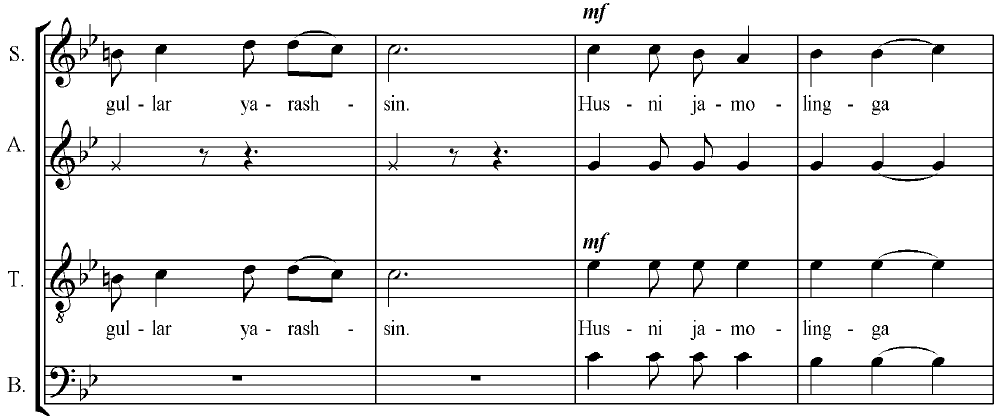 mf
S.
gul - lar ya - rash - sin. Hus - ni ja - mo - ling - ga
A.
mf
T.
gul - lar ya - rash - sin. Hus - ni ja - mo - ling - ga
B.